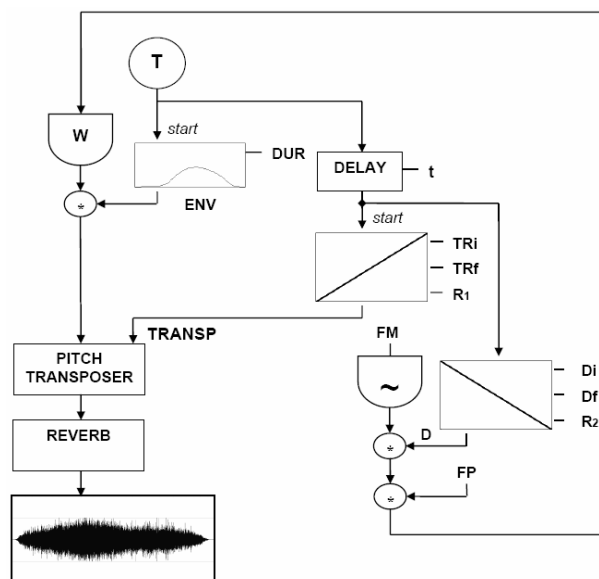 T
W
start
DUR
DELAY
t
*
ENV
start
TRi
TRf
R1
TRANSP
FM
PITCH
TRANSPOSER
~
Di
Df
R2
REVERB
D
*
FP
*